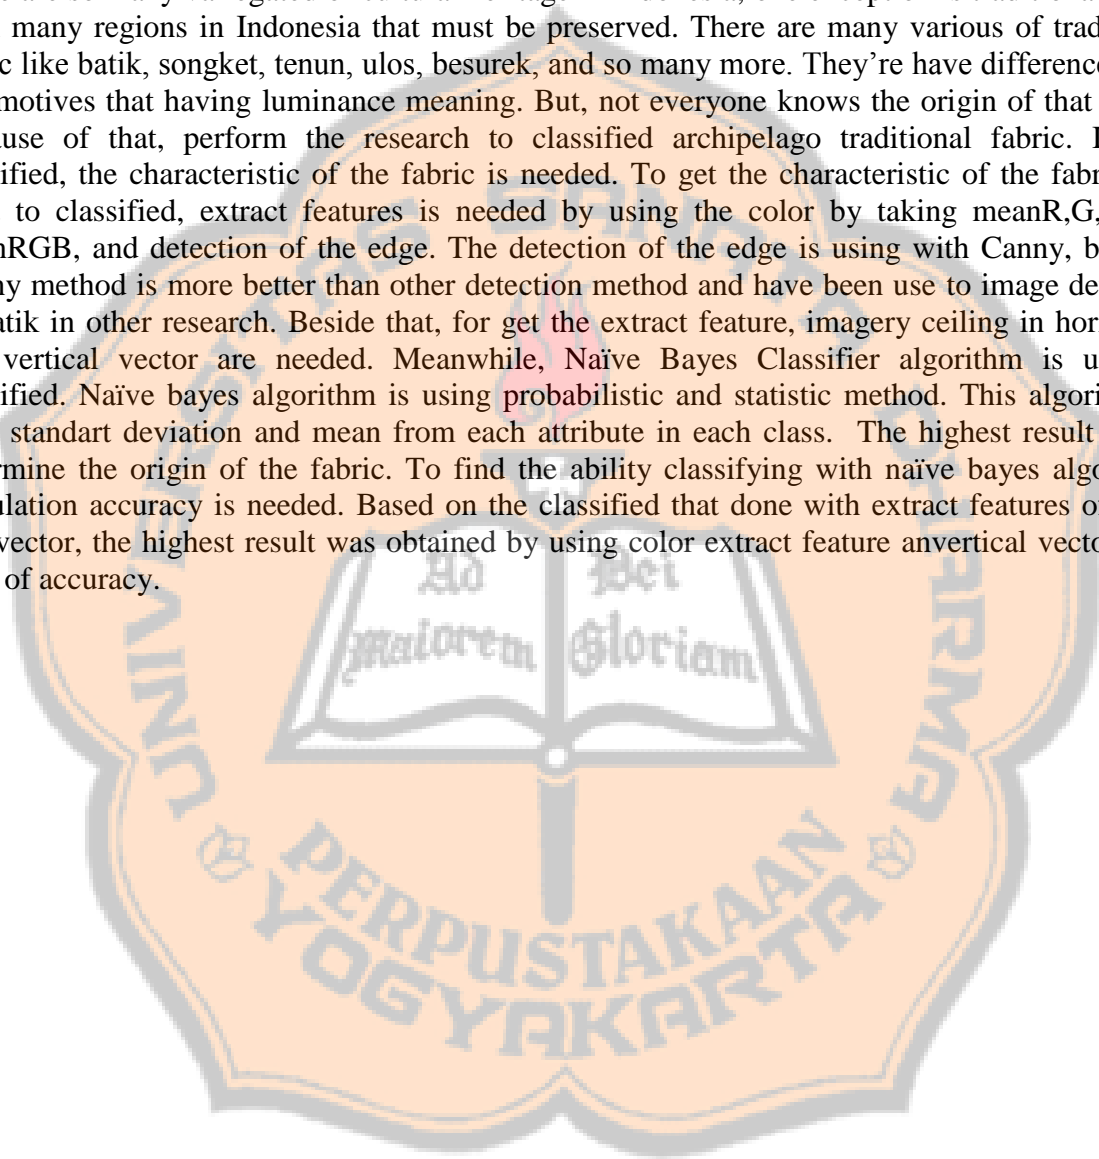 many regions in Indonesia that must be preserved. There are many various of trad
c like batik, songket, tenun, ulos, besurek, and so many more. They're have difference
motives that having luminance meaning. But, not everyone knows the origin of that
use of that, perform the research to classified archipelago traditional fabric. I
ified, the characteristic of the fabric is needed. To get the characteristic of the fabr
to classified, extract features is needed by using the color by taking meanR,G,
nRGB, and detection of the edge. The detection of the edge is using with Canny, b
ny method is more better than other detection method and have been use to image de
atik in other research. Beside that, for get the extract feature, imagery ceiling in hor
vertical vector are needed. Meanwhile, Naïve Bayes Classifier algorithm is u
ified. Naïve bayes algorithm is using probabilistic and statistic method. This algori
standart deviation and mean from each attribute in each class. The highest result
rmine the origin of the fabric. To find the ability classifying with naïve bayes algo
ulation accuracy is needed. Based on the classified that done with extract features o
vector, the highest result was obtained by using color extract feature anvertical vecto
of accuracy.
UNIVERSITAS SANATA DHARMA
Ad Dei
maiorem Gloriam
PERPUSTAKAAN
YOGYAKARTA